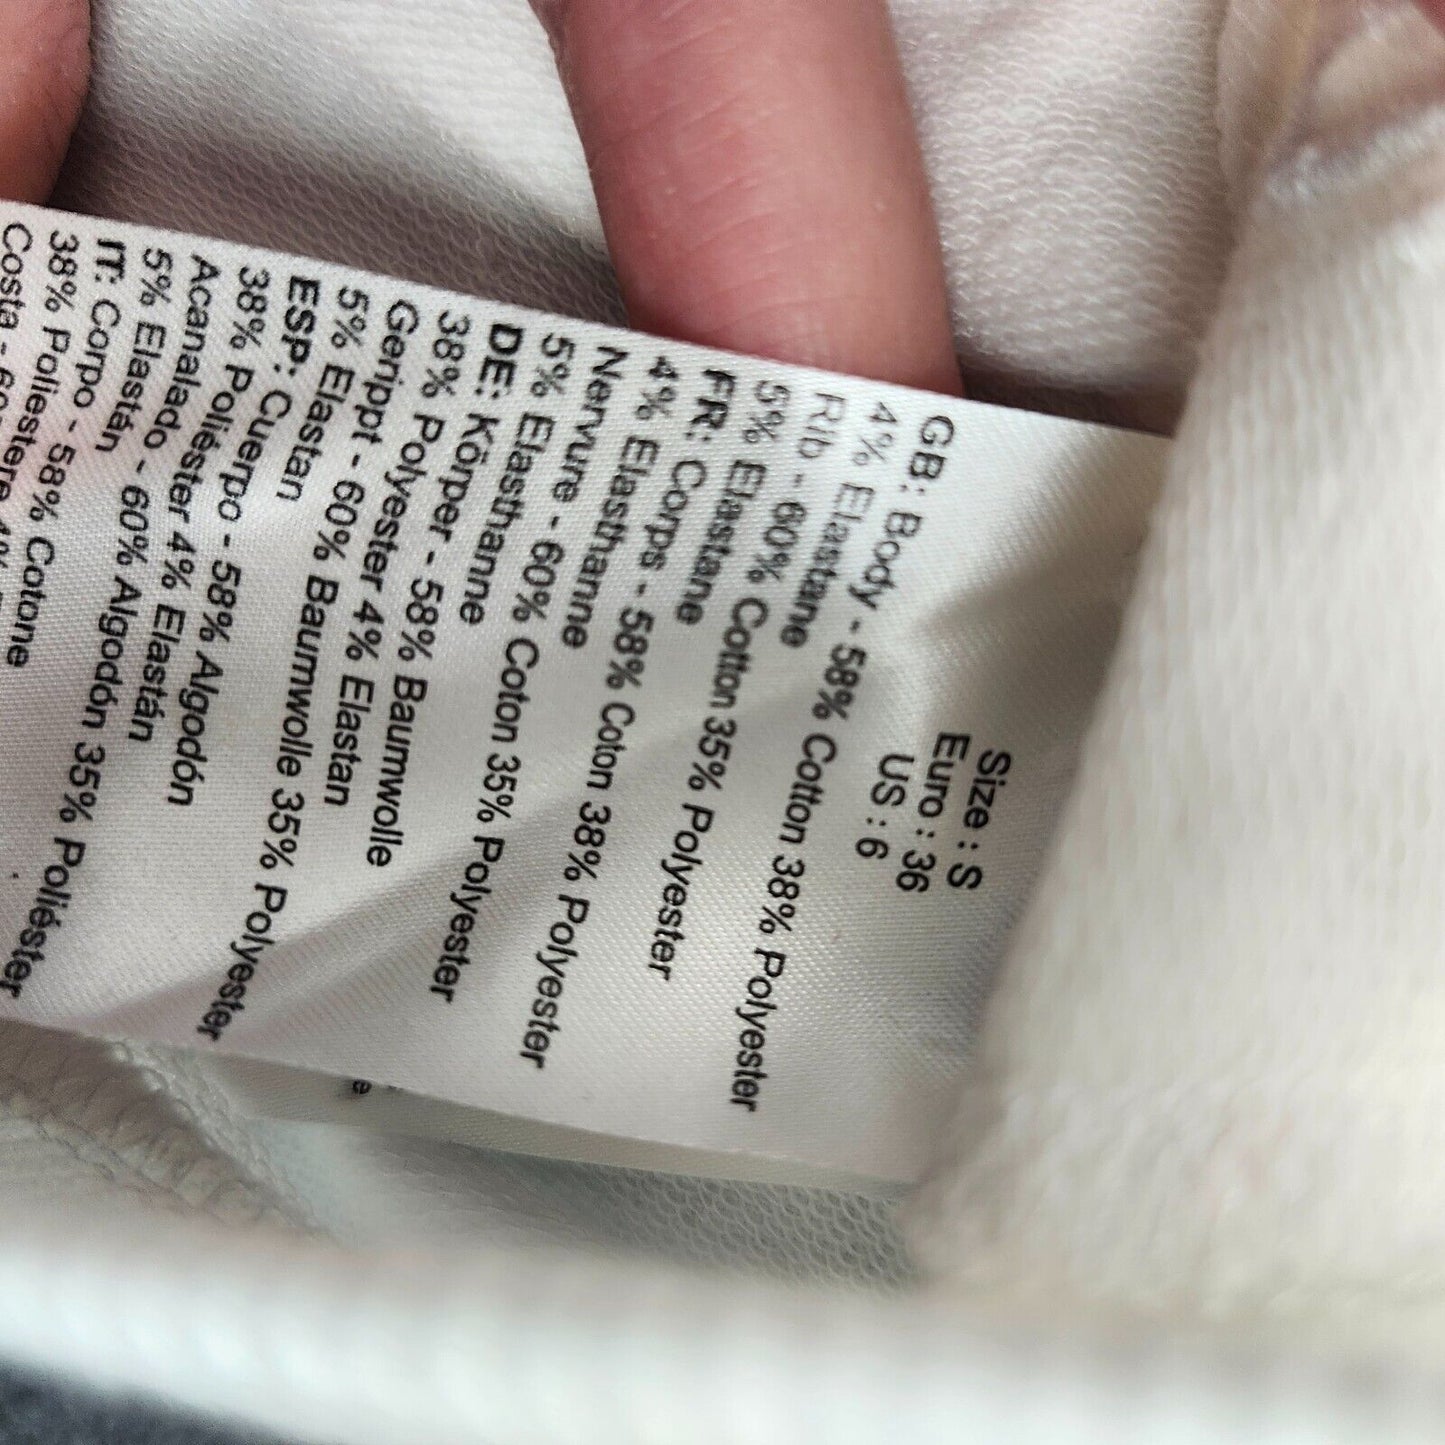 Size : S
Euro : 36
US : 6
GB: Body - 58% Cotton 38% Polyester
4% Elastane
Rib - 60% Cotton 35% Polyester
5% Elastane
FR: Corps - 58% Coton 38% Polyester
4% Elasthanne
Nervure - 60% Coton 35% Polyester
5% Elasthanne
DE: Körper - 58% Baumwolle
38% Polyester 4% Elastan
Gerippt - 60% Baumwolle 35% Polyester
5% Elastan
ESP: Cuerpo - 58% Algodón
38% Poliéster 4% Elastán
Acanalado - 60% Algodón 35% Poliéster
5% Elastán
IT: Corpo - 58% Cotone
38% Poliestere 4%
Costa -